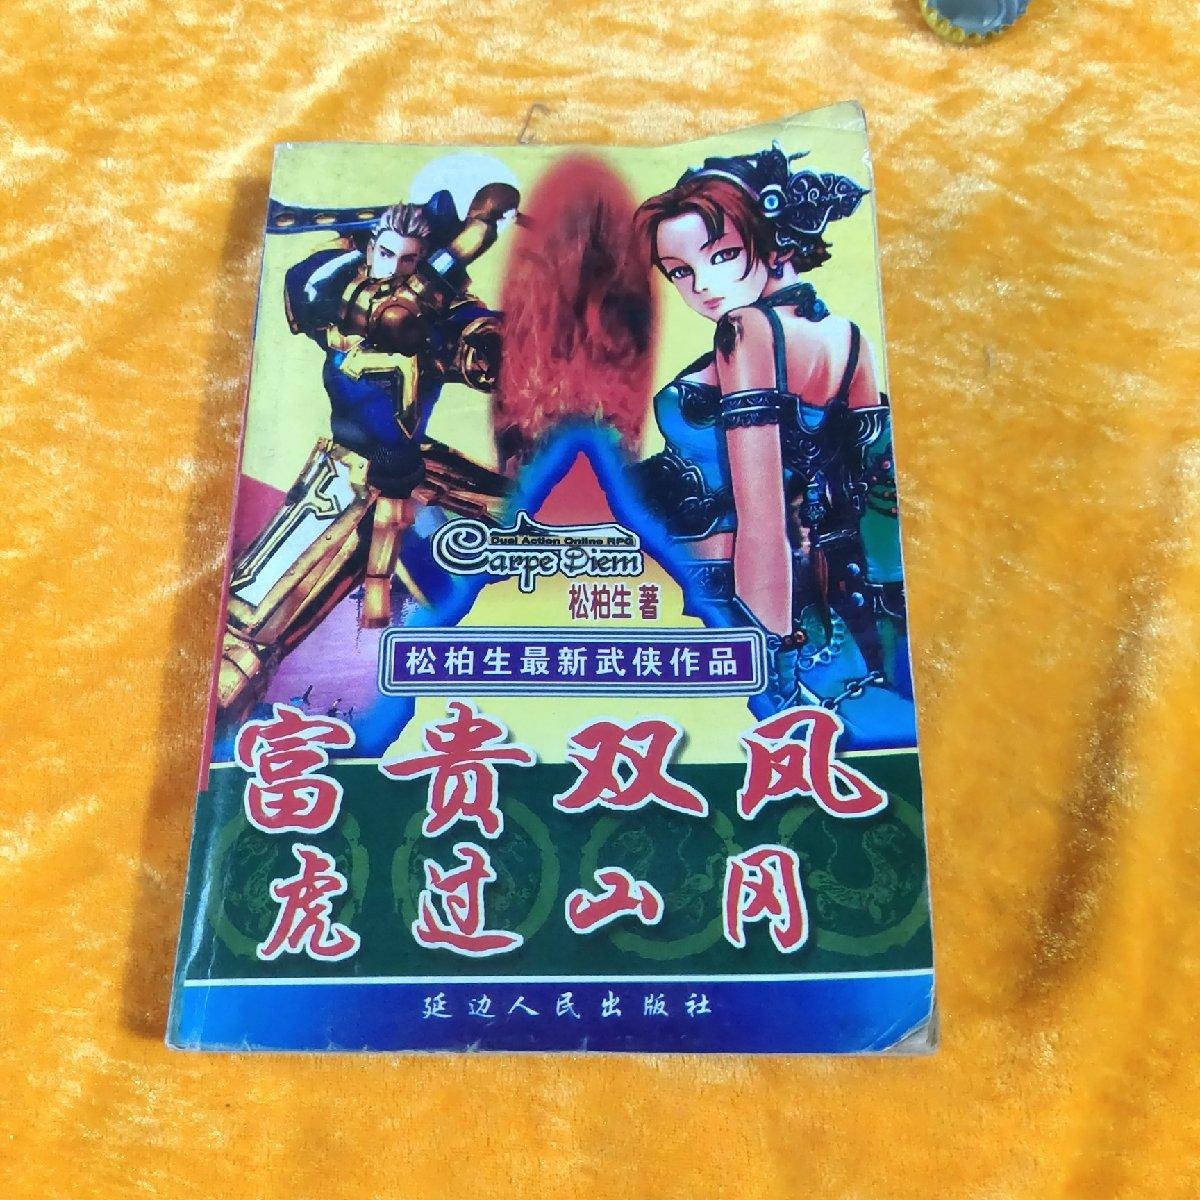 Duel Action Online RPG
Carpe Diem
松柏生 著
松柏生最新武侠作品
富贵双凤
虎过山冈
延边人民出版社